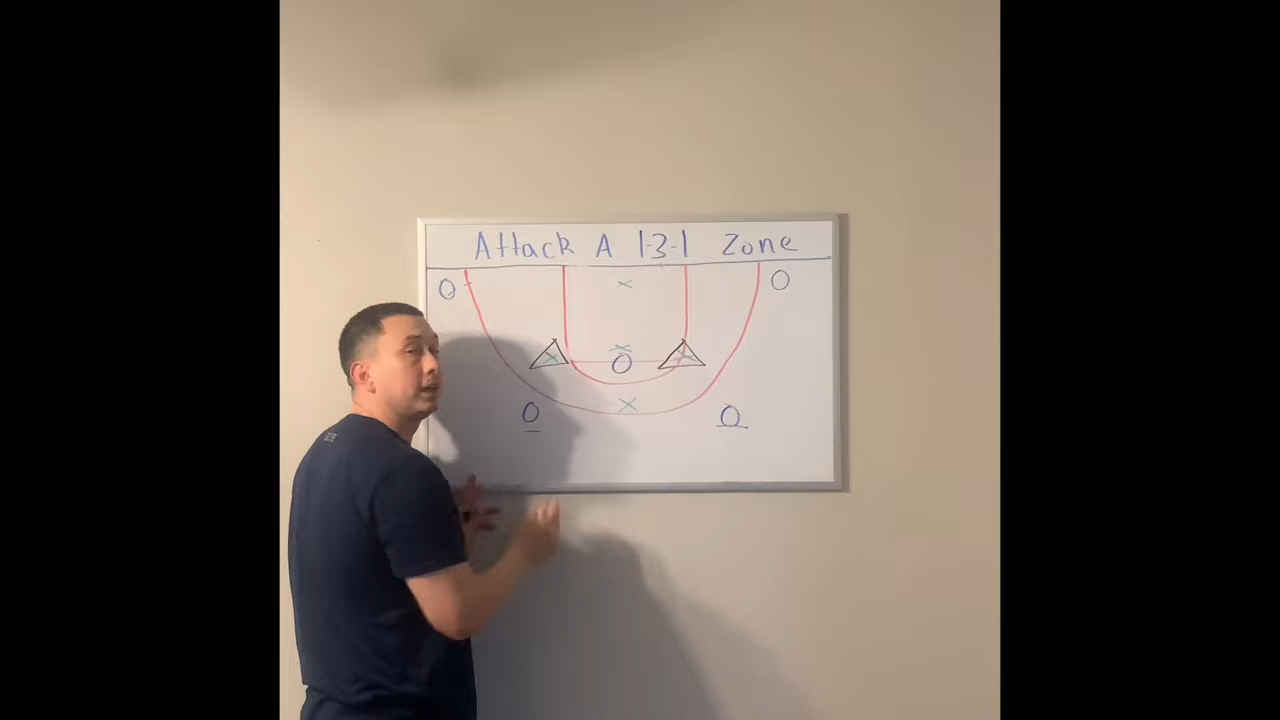 Attack A 1-3-1 Zone
X
O O
X X X
O
O O
X